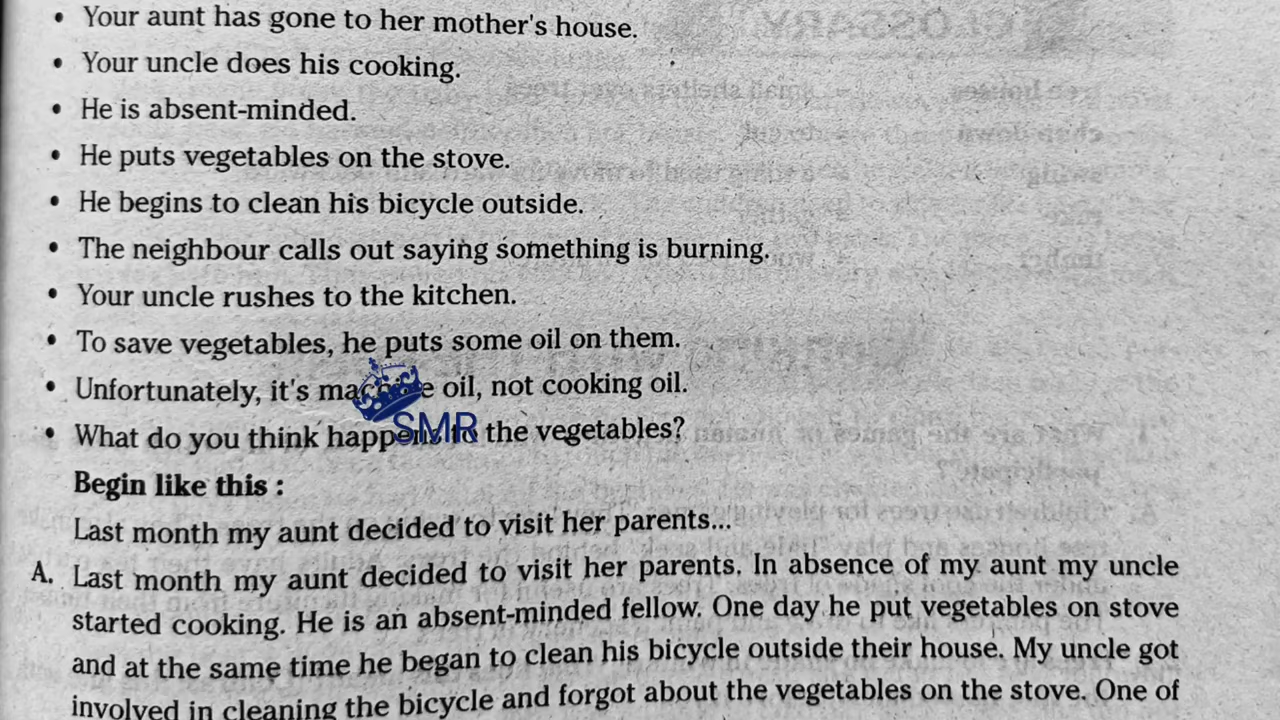 • Your aunt has gone to her mother's house.
• Your uncle does his cooking.
• He is absent-minded.
• He puts vegetables on the stove.
• He begins to clean his bicycle outside.
• The neighbour calls out saying something is burning.
• Your uncle rushes to the kitchen.
• To save vegetables, he puts some oil on them.
• Unfortunately, it's machine oil, not cooking oil.
• What do you think happens to the vegetables?
SMR
Begin like this :
Last month my aunt decided to visit her parents...
A. Last month my aunt decided to visit her parents. In absence of my aunt my uncle
started cooking. He is an absent-minded fellow. One day he put vegetables on stove
and at the same time he began to clean his bicycle outside their house. My uncle got
involved in cleaning the bicycle and forgot about the vegetables on the stove. One of